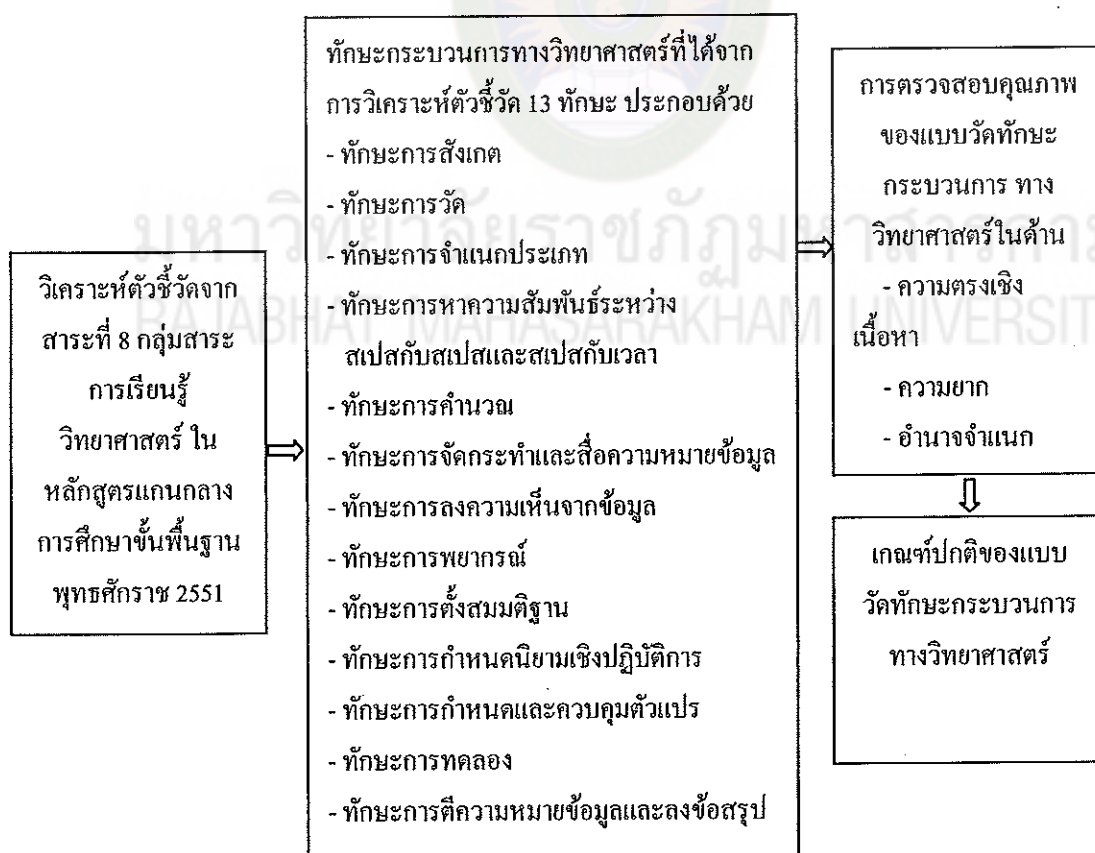 วิเคราะห์ตัวชี้วัดจาก
สาระที่ 8 กลุ่มสาระ
การเรียนรู้
วิทยาศาสตร์ ใน
หลักสูตรแกนกลาง
การศึกษาขั้นพื้นฐาน
พุทธศักราช 2551
ทักษะกระบวนการทางวิทยาศาสตร์ที่ได้จาก
การวิเคราะห์ตัวชี้วัด 13 ทักษะ ประกอบด้วย
- ทักษะการสังเกต
- ทักษะการวัด
- ทักษะการจำแนกประเภท
- ทักษะการหาความสัมพันธ์ระหว่าง
สเปสกับสเปสและสเปสกับเวลา
- ทักษะการคำนวณ
- ทักษะการจัดกระทำและสื่อความหมายข้อมูล
- ทักษะการลงความเห็นจากข้อมูล
- ทักษะการพยากรณ์
- ทักษะการตั้งสมมติฐาน
- ทักษะการกำหนดนิยามเชิงปฏิบัติการ
- ทักษะการกำหนดและควบคุมตัวแปร
- ทักษะการทดลอง
- ทักษะการตีความหมายข้อมูลและลงข้อสรุป
การตรวจสอบคุณภาพ
ของแบบวัดทักษะ
กระบวนการ ทาง
วิทยาศาสตร์ในด้าน
- ความตรงเชิง
เนื้อหา
- ความยาก
- อำนาจจำแนก
เกณฑ์ปกติของแบบ
วัดทักษะกระบวนการ
ทางวิทยาศาสตร์
มหาวิทยาลัยราชภัฏมหาสารคาม
RAJABHAT MAHASARAKHAM UNIVERSIT